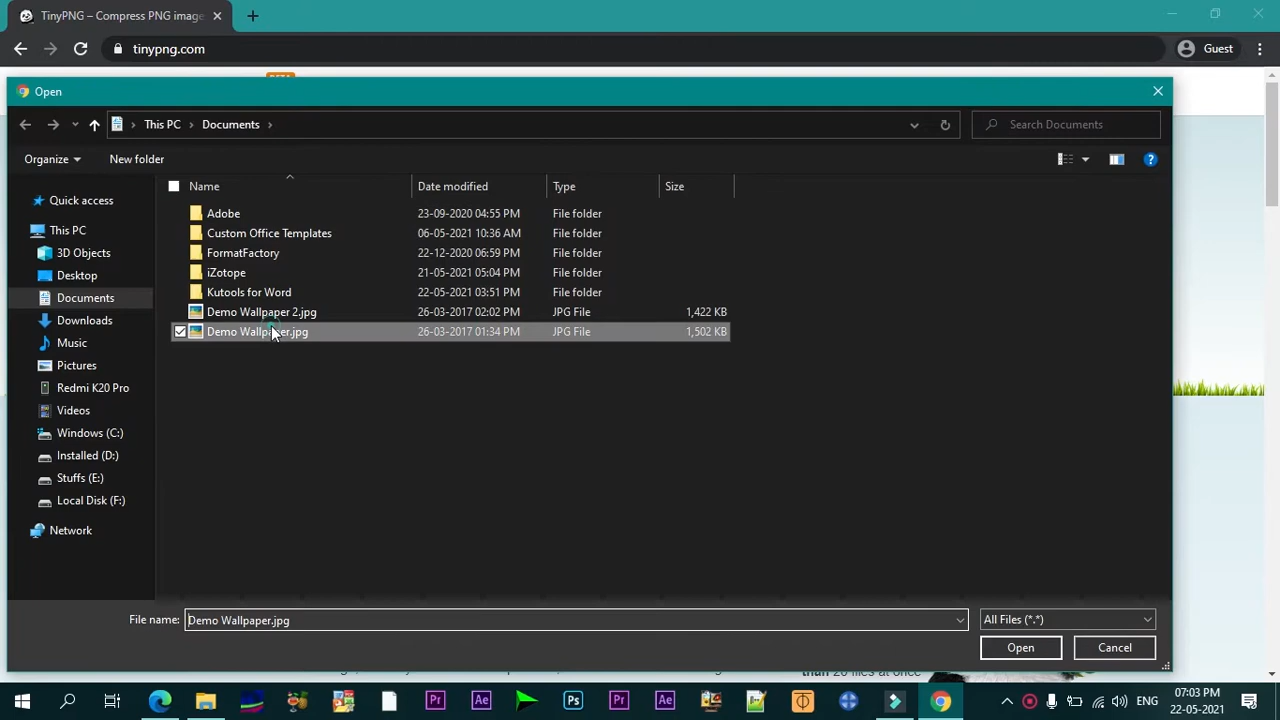 TinyPNG – Compress PNG image
tinypng.com
Guest
BETA
Open
This PC
Documents
Search Documents
Organize
New folder
Name
Date modified
Type
Size
Quick access
This PC
3D Objects
Desktop
Documents
Downloads
Music
Pictures
Redmi K20 Pro
Videos
Windows (C:)
Installed (D:)
Stuffs (E:)
Local Disk (F:)
Network
Adobe 23-09-2020 04:55 PM File folder
Custom Office Templates 06-05-2021 10:36 AM File folder
FormatFactory 22-12-2020 06:59 PM File folder
iZotope 21-05-2021 05:04 PM File folder
Kutools for Word 22-05-2021 03:51 PM File folder
Demo Wallpaper 2.jpg 26-03-2017 02:02 PM JPG File 1,422 KB
Demo Wallpaper.jpg 26-03-2017 01:34 PM JPG File 1,502 KB
File name: Demo Wallpaper.jpg All Files (*.*)
Open Cancel
than 20 files at once
Pr Ae Ps Pr Ae
ENG
07:03 PM
22-05-2021